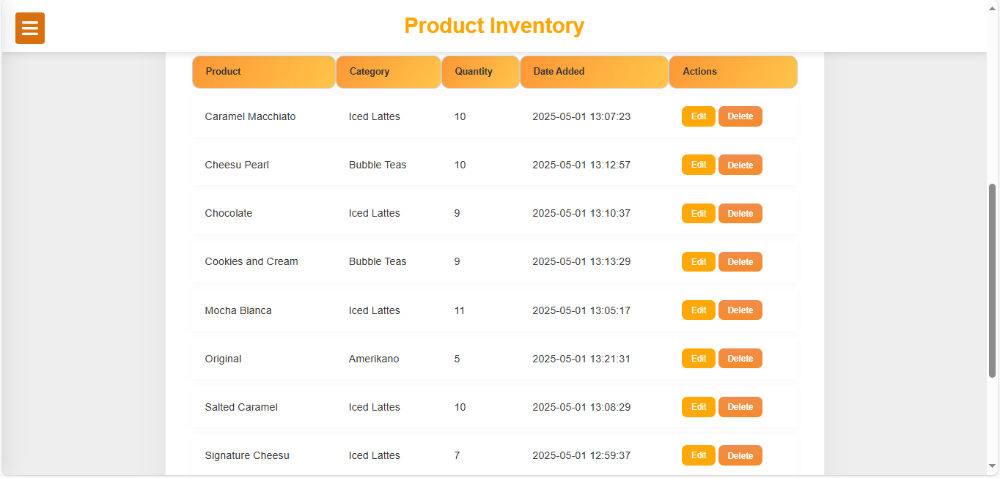 Product Inventory
Product Category Quantity Date Added Actions
Caramel Macchiato Iced Lattes 10 2025-05-01 13:07:23 Edit Delete
Cheesu Pearl Bubble Teas 10 2025-05-01 13:12:57 Edit Delete
Chocolate Iced Lattes 9 2025-05-01 13:10:37 Edit Delete
Cookies and Cream Bubble Teas 9 2025-05-01 13:13:29 Edit Delete
Mocha Blanca Iced Lattes 11 2025-05-01 13:05:17 Edit Delete
Original Amerikano 5 2025-05-01 13:21:31 Edit Delete
Salted Caramel Iced Lattes 10 2025-05-01 13:08:29 Edit Delete
Signature Cheesu Iced Lattes 7 2025-05-01 12:59:37 Edit Delete